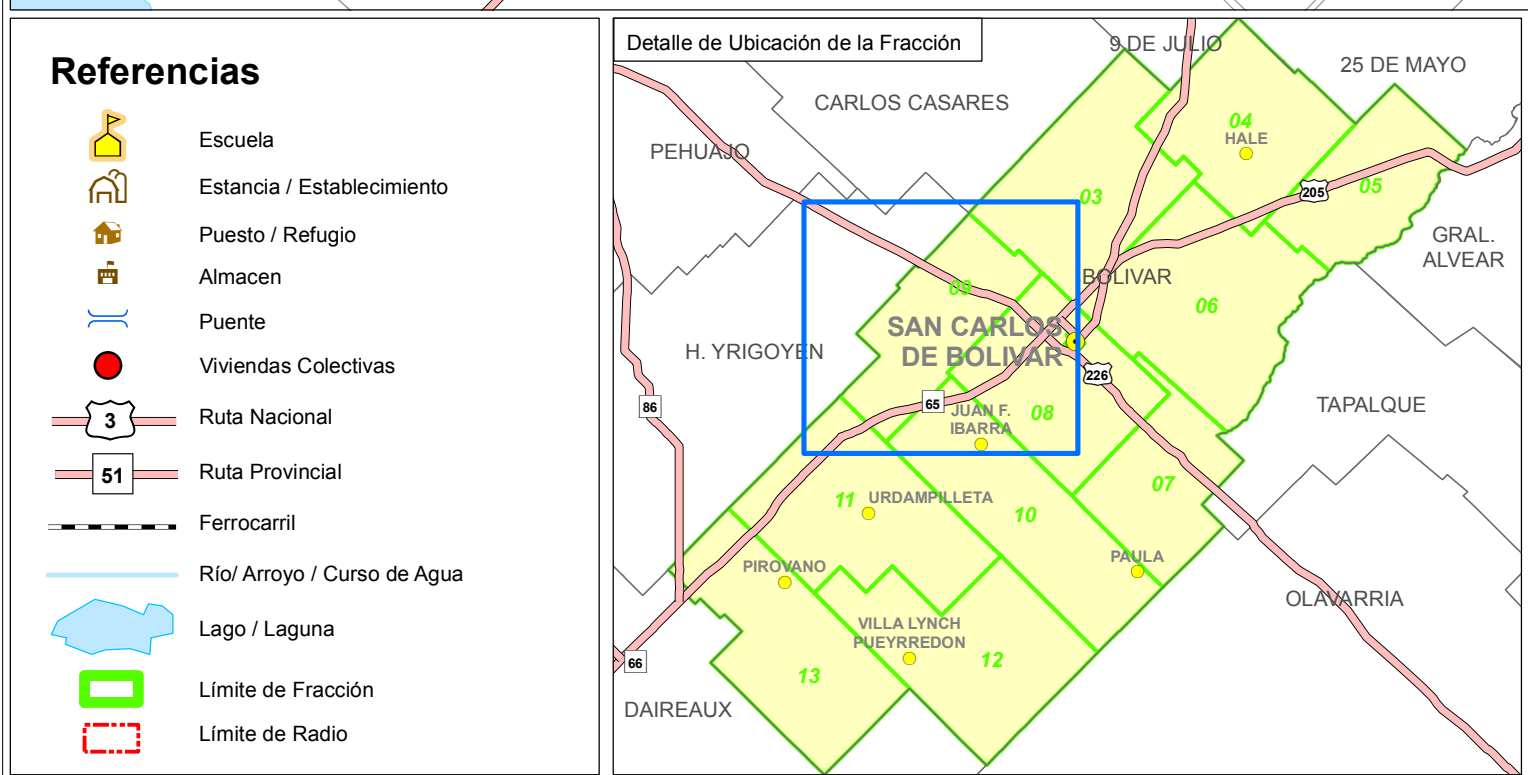 Referencias
Escuela
Estancia / Establecimiento
Puesto / Refugio
Almacen
Puente
Viviendas Colectivas
3
Ruta Nacional
51
Ruta Provincial
Ferrocarril
Río/ Arroyo / Curso de Agua
Lago / Laguna
Límite de Fracción
Límite de Radio
Detalle de Ubicación de la Fracción
9 DE JULIO
25 DE MAYO
CARLOS CASARES
04
HALE
PEHUAJO
03
205
05
GRAL.
ALVEAR
BOLIVAR
09
06
SAN CARLOS
DE BOLIVAR
H. YRIGOYEN
226
86
65
JUAN F.
IBARRA
08
TAPALQUE
07
11
URDAMPILLETA
10
PIROVANO
PAULA
OLAVARRIA
VILLA LYNCH
PUEYRREDON
12
66
13
DAIREAUX